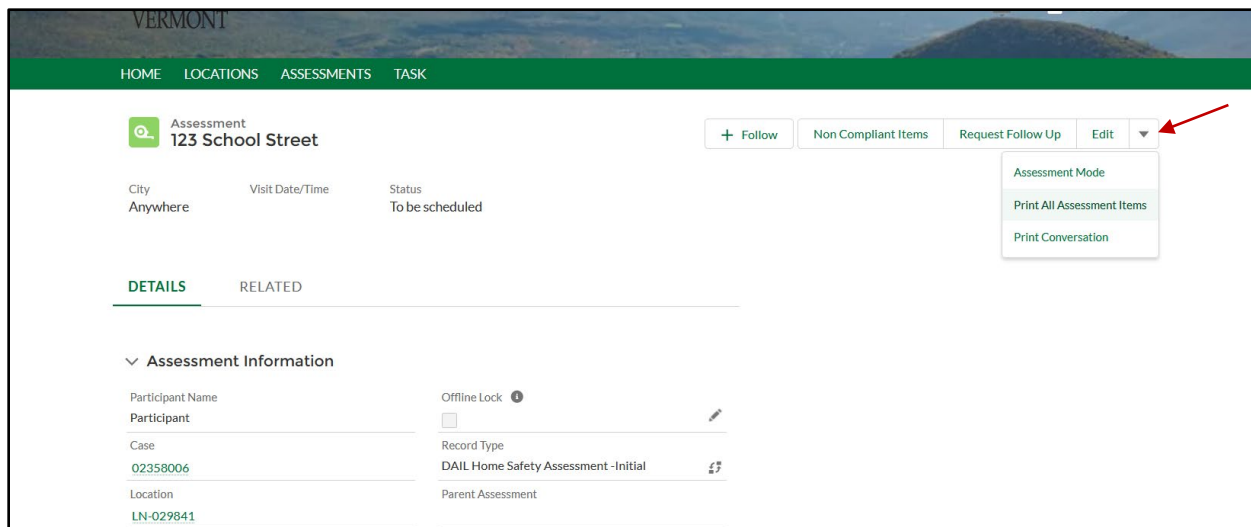 VERMONT
HOME LOCATIONS ASSESSMENTS TASK
Assessment
123 School Street
+ Follow Non Compliant Items Request Follow Up Edit
Assessment Mode
Print All Assessment Items
Print Conversation
City Visit Date/Time Status
Anywhere To be scheduled
DETAILS RELATED
Assessment Information
Participant Name Offline Lock
Participant
Case Record Type
02358006 DAIL Home Safety Assessment -Initial
Location Parent Assessment
LN-029841